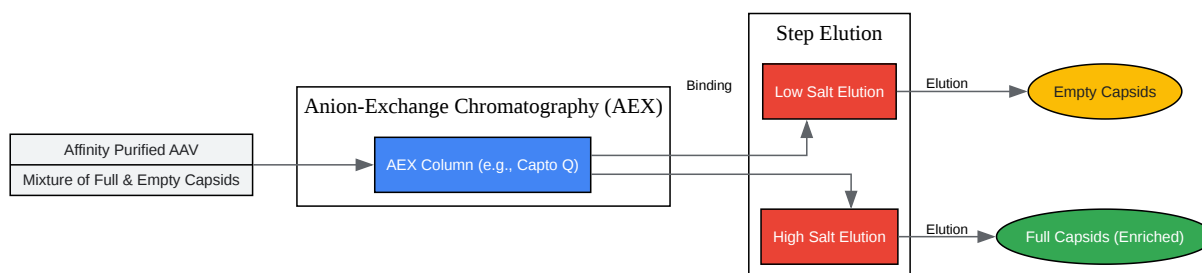 Affinity Purified AAV
Mixture of Full & Empty Capsids
Anion-Exchange Chromatography (AEX)
AEX Column (e.g., Capto Q)
Binding
Step Elution
Low Salt Elution
Elution
Empty Capsids
High Salt Elution
Elution
Full Capsids (Enriched)